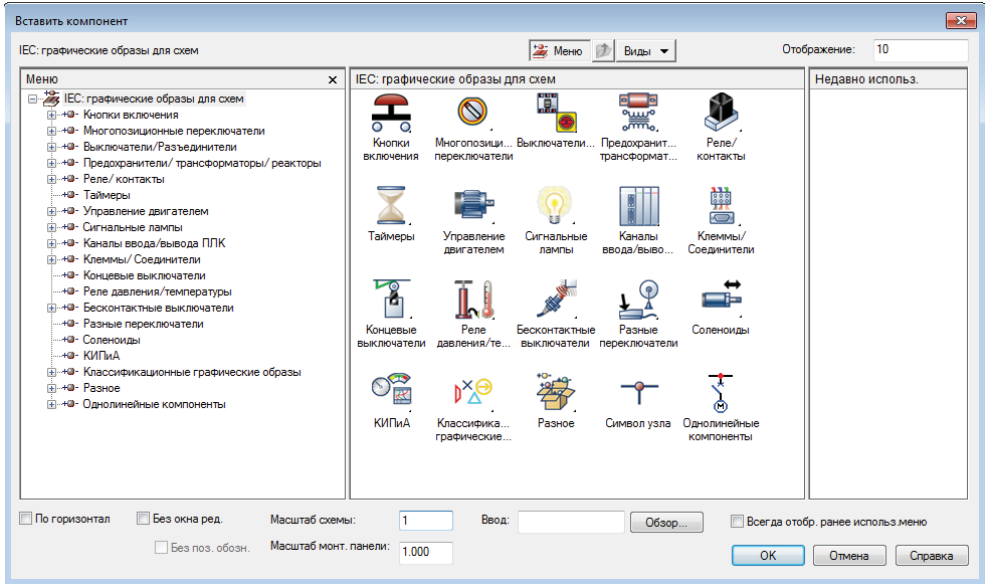 Вставить компонент
IEC: графические образы для схем
Меню
Виды
Отображение:
10
Меню
IEC: графические образы для схем
Кнопки включения
Многопозиционные переключатели
Выключатели/Разъединители
Предохранители/ трансформаторы/ реакторы
Реле/ контакты
Таймеры
Управление двигателем
Сигнальные лампы
Каналы ввода/вывода ПЛК
Клеммы/ Соединители
Концевые выключатели
Реле давления/температуры
Бесконтактные выключатели
Разные переключатели
Соленоиды
КИПиА
Классификационные графические образы
Разное
Однолинейные компоненты
IEC: графические образы для схем
Кнопки
включения
Многопозици...
переключатели
Выключатели...
Предохранит...
трансформат...
Реле/
контакты
Таймеры
Управление
двигателем
Сигнальные
лампы
Каналы
ввода/выво...
Клеммы/
Соединители
Концевые
выключатели
Реле
давления/те...
Бесконтактные
выключатели
Разные
переключатели
Соленоиды
КИПиА
Классифика...
графические...
Разное
Символ узла
Однолинейные
компоненты
Недавно использ.
По горизонтал
Без окна ред.
Масштаб схемы:
1
Ввод:
Обзор...
Всегда отобр. ранее использ.меню
Без поз. обозн.
Масштаб монт. панели:
1.000
ОК
Отмена
Справка